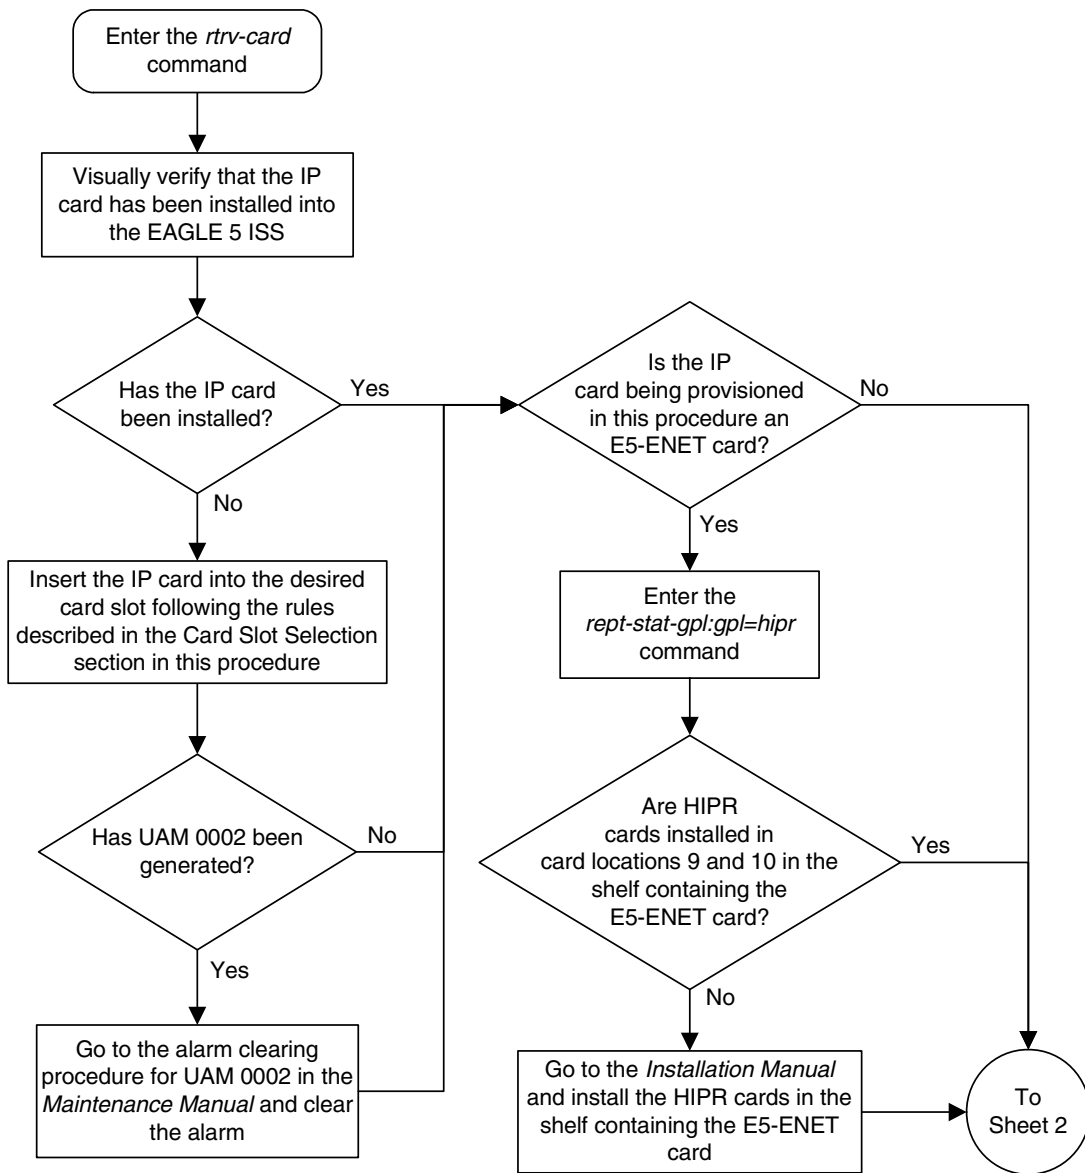 Enter the rtrv-card
command
Visually verify that the IP
card has been installed into
the EAGLE 5 ISS
Has the IP card
been installed?
Yes
No
Insert the IP card into the desired
card slot following the rules
described in the Card Slot Selection
section in this procedure
Has UAM 0002 been
generated?
No
Yes
Go to the alarm clearing
procedure for UAM 0002 in the
Maintenance Manual and clear
the alarm
Is the IP
card being provisioned
in this procedure an
E5-ENET card?
No
Yes
Enter the
rept-stat-gpl:gpl=hipr
command
Are HIPR
cards installed in
card locations 9 and 10 in the
shelf containing the
E5-ENET card?
Yes
No
Go to the Installation Manual
and install the HIPR cards in the
shelf containing the E5-ENET
card
To
Sheet 2